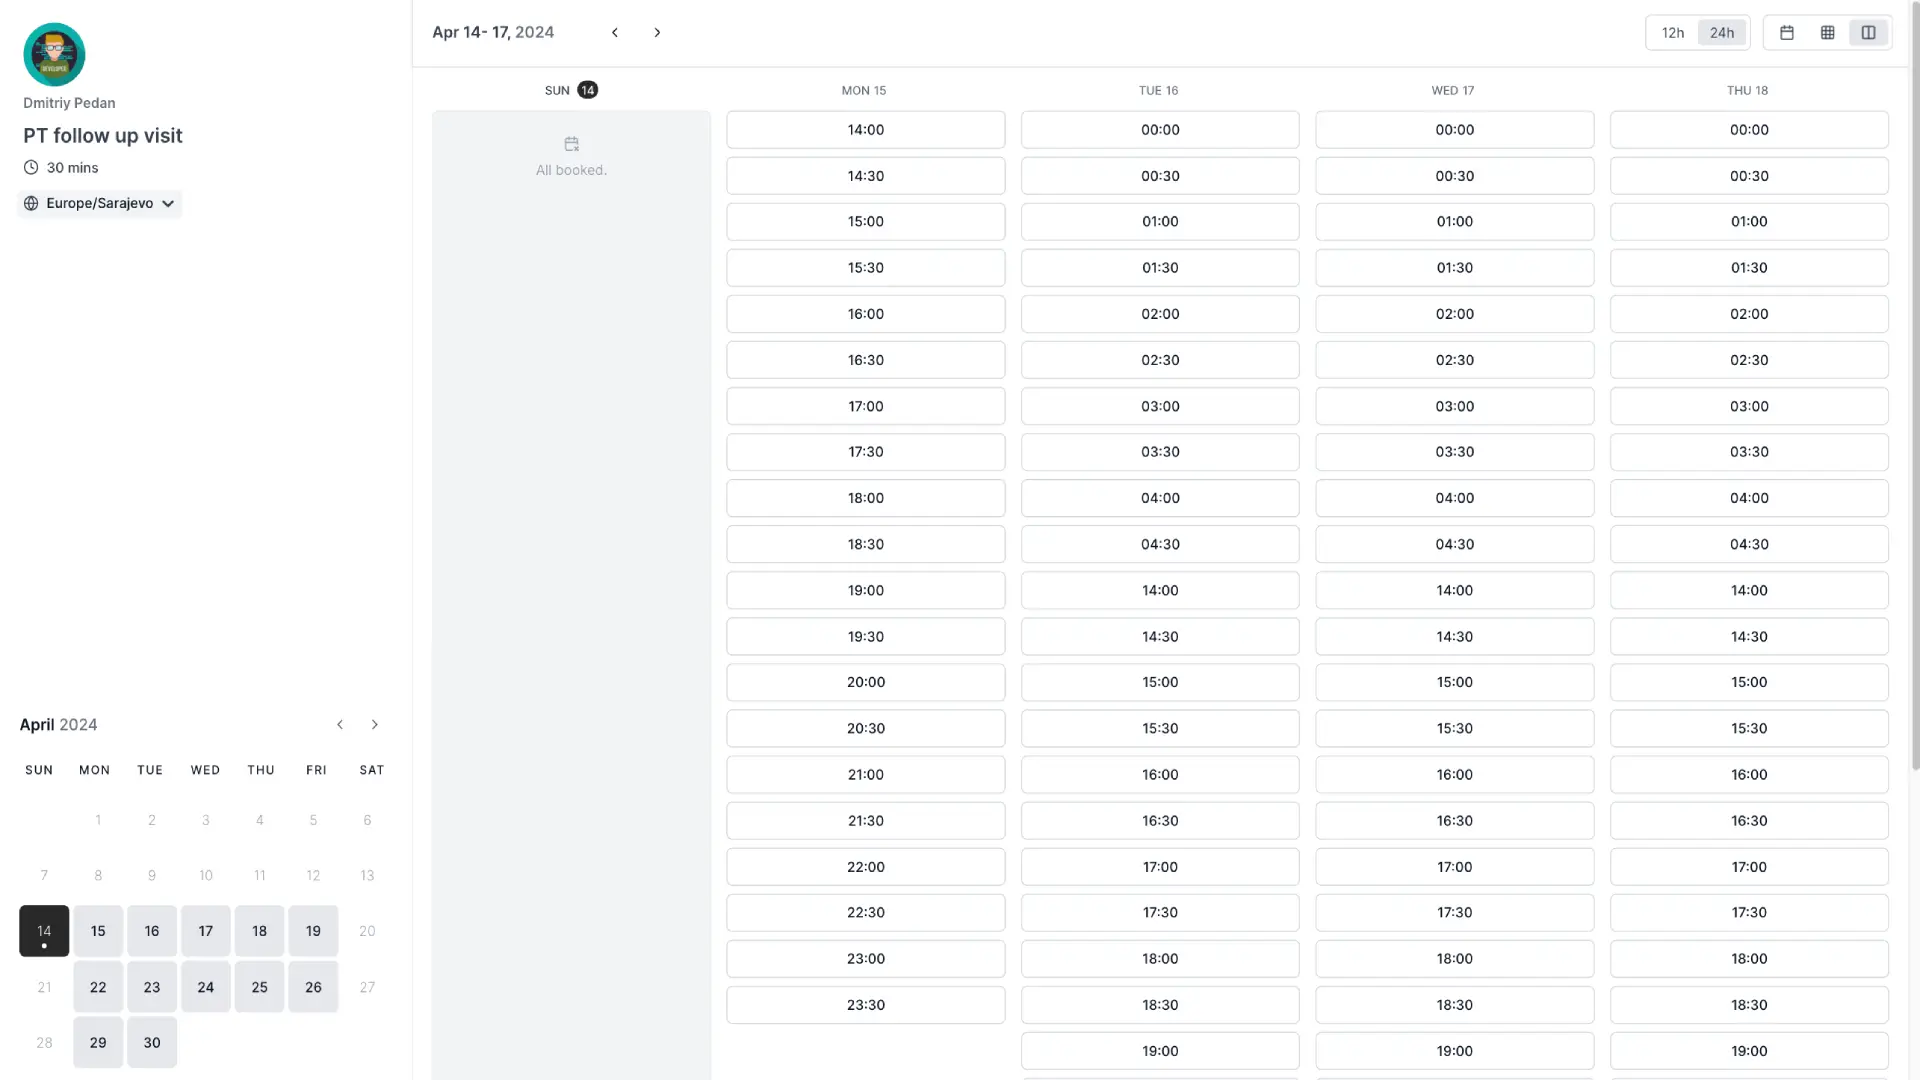 DEVELOPER
Dmitriy Pedan
PT follow up visit
30 mins
Europe/Sarajevo
April 2024
SUN MON TUE WED THU FRI SAT
1 2 3 4 5 6
7 8 9 10 11 12 13
14 15 16 17 18 19 20
21 22 23 24 25 26 27
28 29 30
Apr 14- 17, 2024
12h 24h
SUN 14 MON 15 TUE 16 WED 17 THU 18
All booked.
14:00 00:00 00:00 00:00
14:30 00:30 00:30 00:30
15:00 01:00 01:00 01:00
15:30 01:30 01:30 01:30
16:00 02:00 02:00 02:00
16:30 02:30 02:30 02:30
17:00 03:00 03:00 03:00
17:30 03:30 03:30 03:30
18:00 04:00 04:00 04:00
18:30 04:30 04:30 04:30
19:00 14:00 14:00 14:00
19:30 14:30 14:30 14:30
20:00 15:00 15:00 15:00
20:30 15:30 15:30 15:30
21:00 16:00 16:00 16:00
21:30 16:30 16:30 16:30
22:00 17:00 17:00 17:00
22:30 17:30 17:30 17:30
23:00 18:00 18:00 18:00
23:30 18:30 18:30 18:30
19:00 19:00 19:00